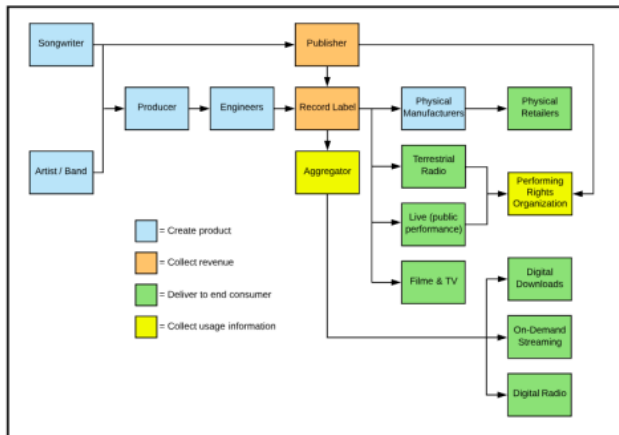 Songwriter
Publisher
Producer
Engineers
Record Label
Physical
Manufacturers
Physical
Retailers
Artist / Band
Aggregator
Terrestrial
Radio
Performing
Rights
Organization
Live (public
performance)
= Create product
= Collect revenue
= Deliver to end consumer
= Collect usage information
Filme & TV
Digital
Downloads
On-Demand
Streaming
Digital Radio